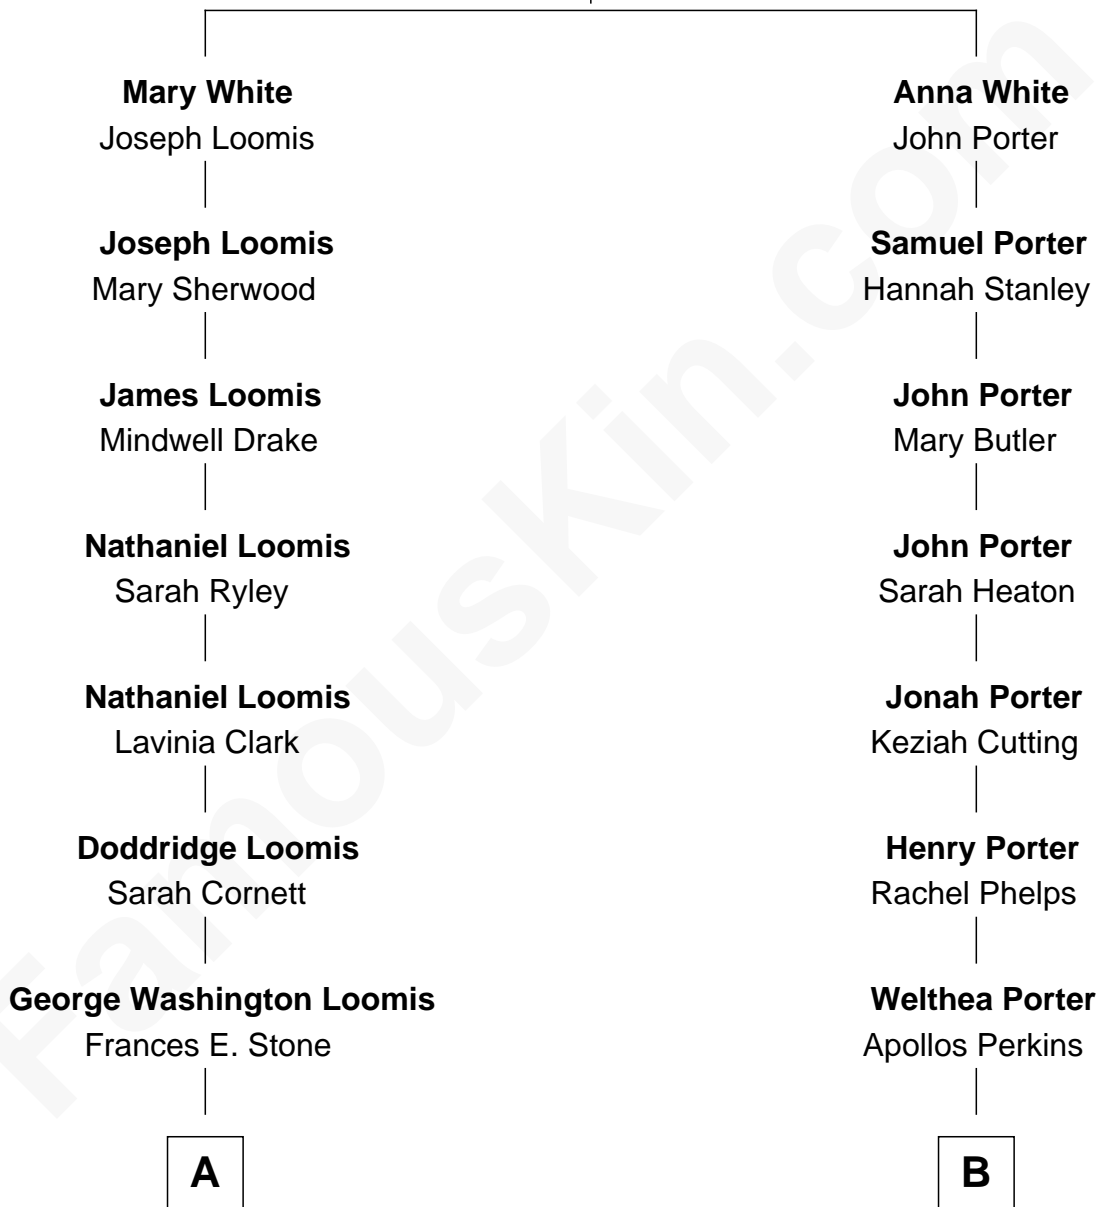 Mary White
Joseph Loomis
Joseph Loomis
Mary Sherwood
James Loomis
Mindwell Drake
Nathaniel Loomis
Sarah Ryley
Nathaniel Loomis
Lavinia Clark
Doddridge Loomis
Sarah Cornett
George Washington Loomis
Frances E. Stone
A
Anna White
John Porter
Samuel Porter
Hannah Stanley
John Porter
Mary Butler
John Porter
Sarah Heaton
Jonah Porter
Keziah Cutting
Henry Porter
Rachel Phelps
Welthea Porter
Apollos Perkins
B
FamousKin.com